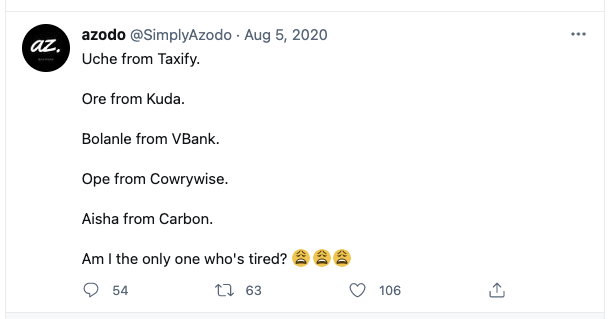 az.
azodo @SimplyAzodo · Aug 5, 2020
Uche from Taxify.
Ore from Kuda.
Bolanle from VBank.
Ope from Cowrywise.
Aisha from Carbon.
Am I the only one who's tired? 😩😩😩
54 63 106